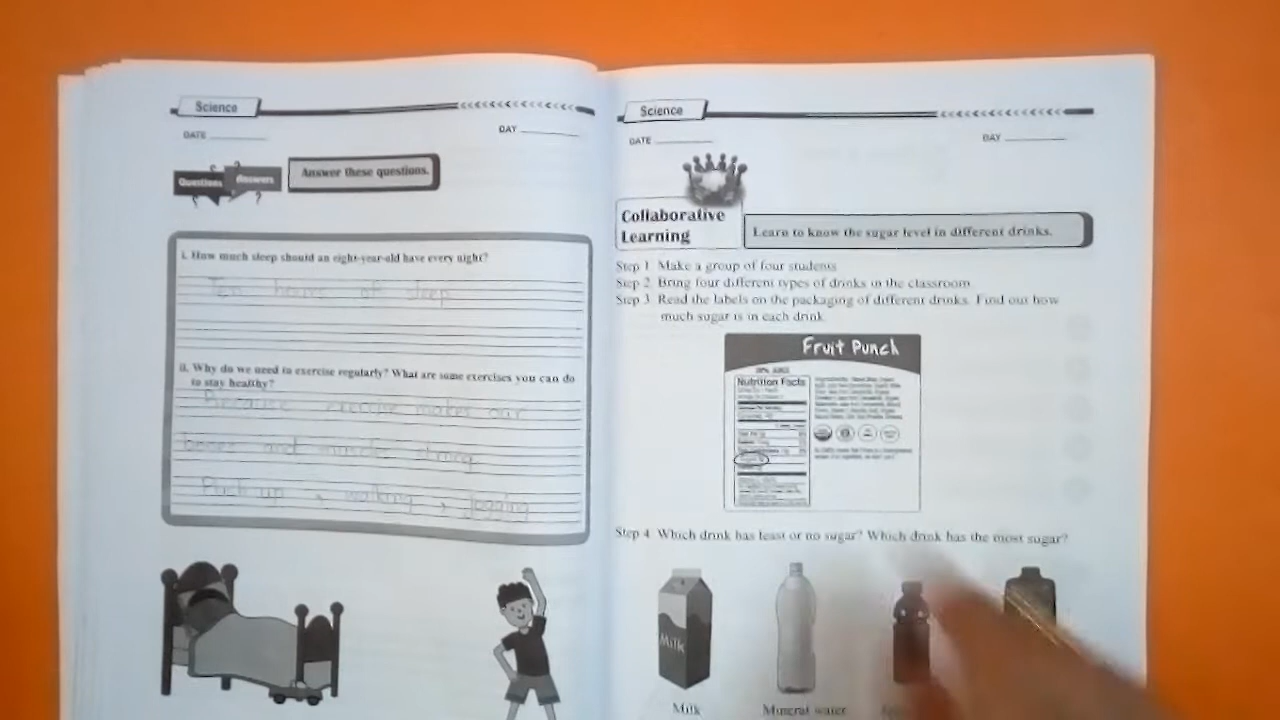 Science
DATE
DAY
Questions Answers
Answer these questions.
i. How much sleep should an eight-year-old have every night?
Ten hours of sleep
ii. Why do we need to exercise regularly? What are some exercises you can do
to stay healthy?
Because exercise makes our
bones and muscles strong.
Push up , walking , jogging
Science
DATE
DAY
Collaborative
Learning
Learn to know the sugar level in different drinks.
Step 1 Make a group of four students
Step 2 Bring four different types of drinks in the classroom
Step 3 Read the labels on the packaging of different drinks. Find out how
much sugar is in each drink
Fruit Punch
Nutrition Facts
Step 4 Which drink has least or no sugar? Which drink has the most sugar?
Milk
Milk
Mineral water